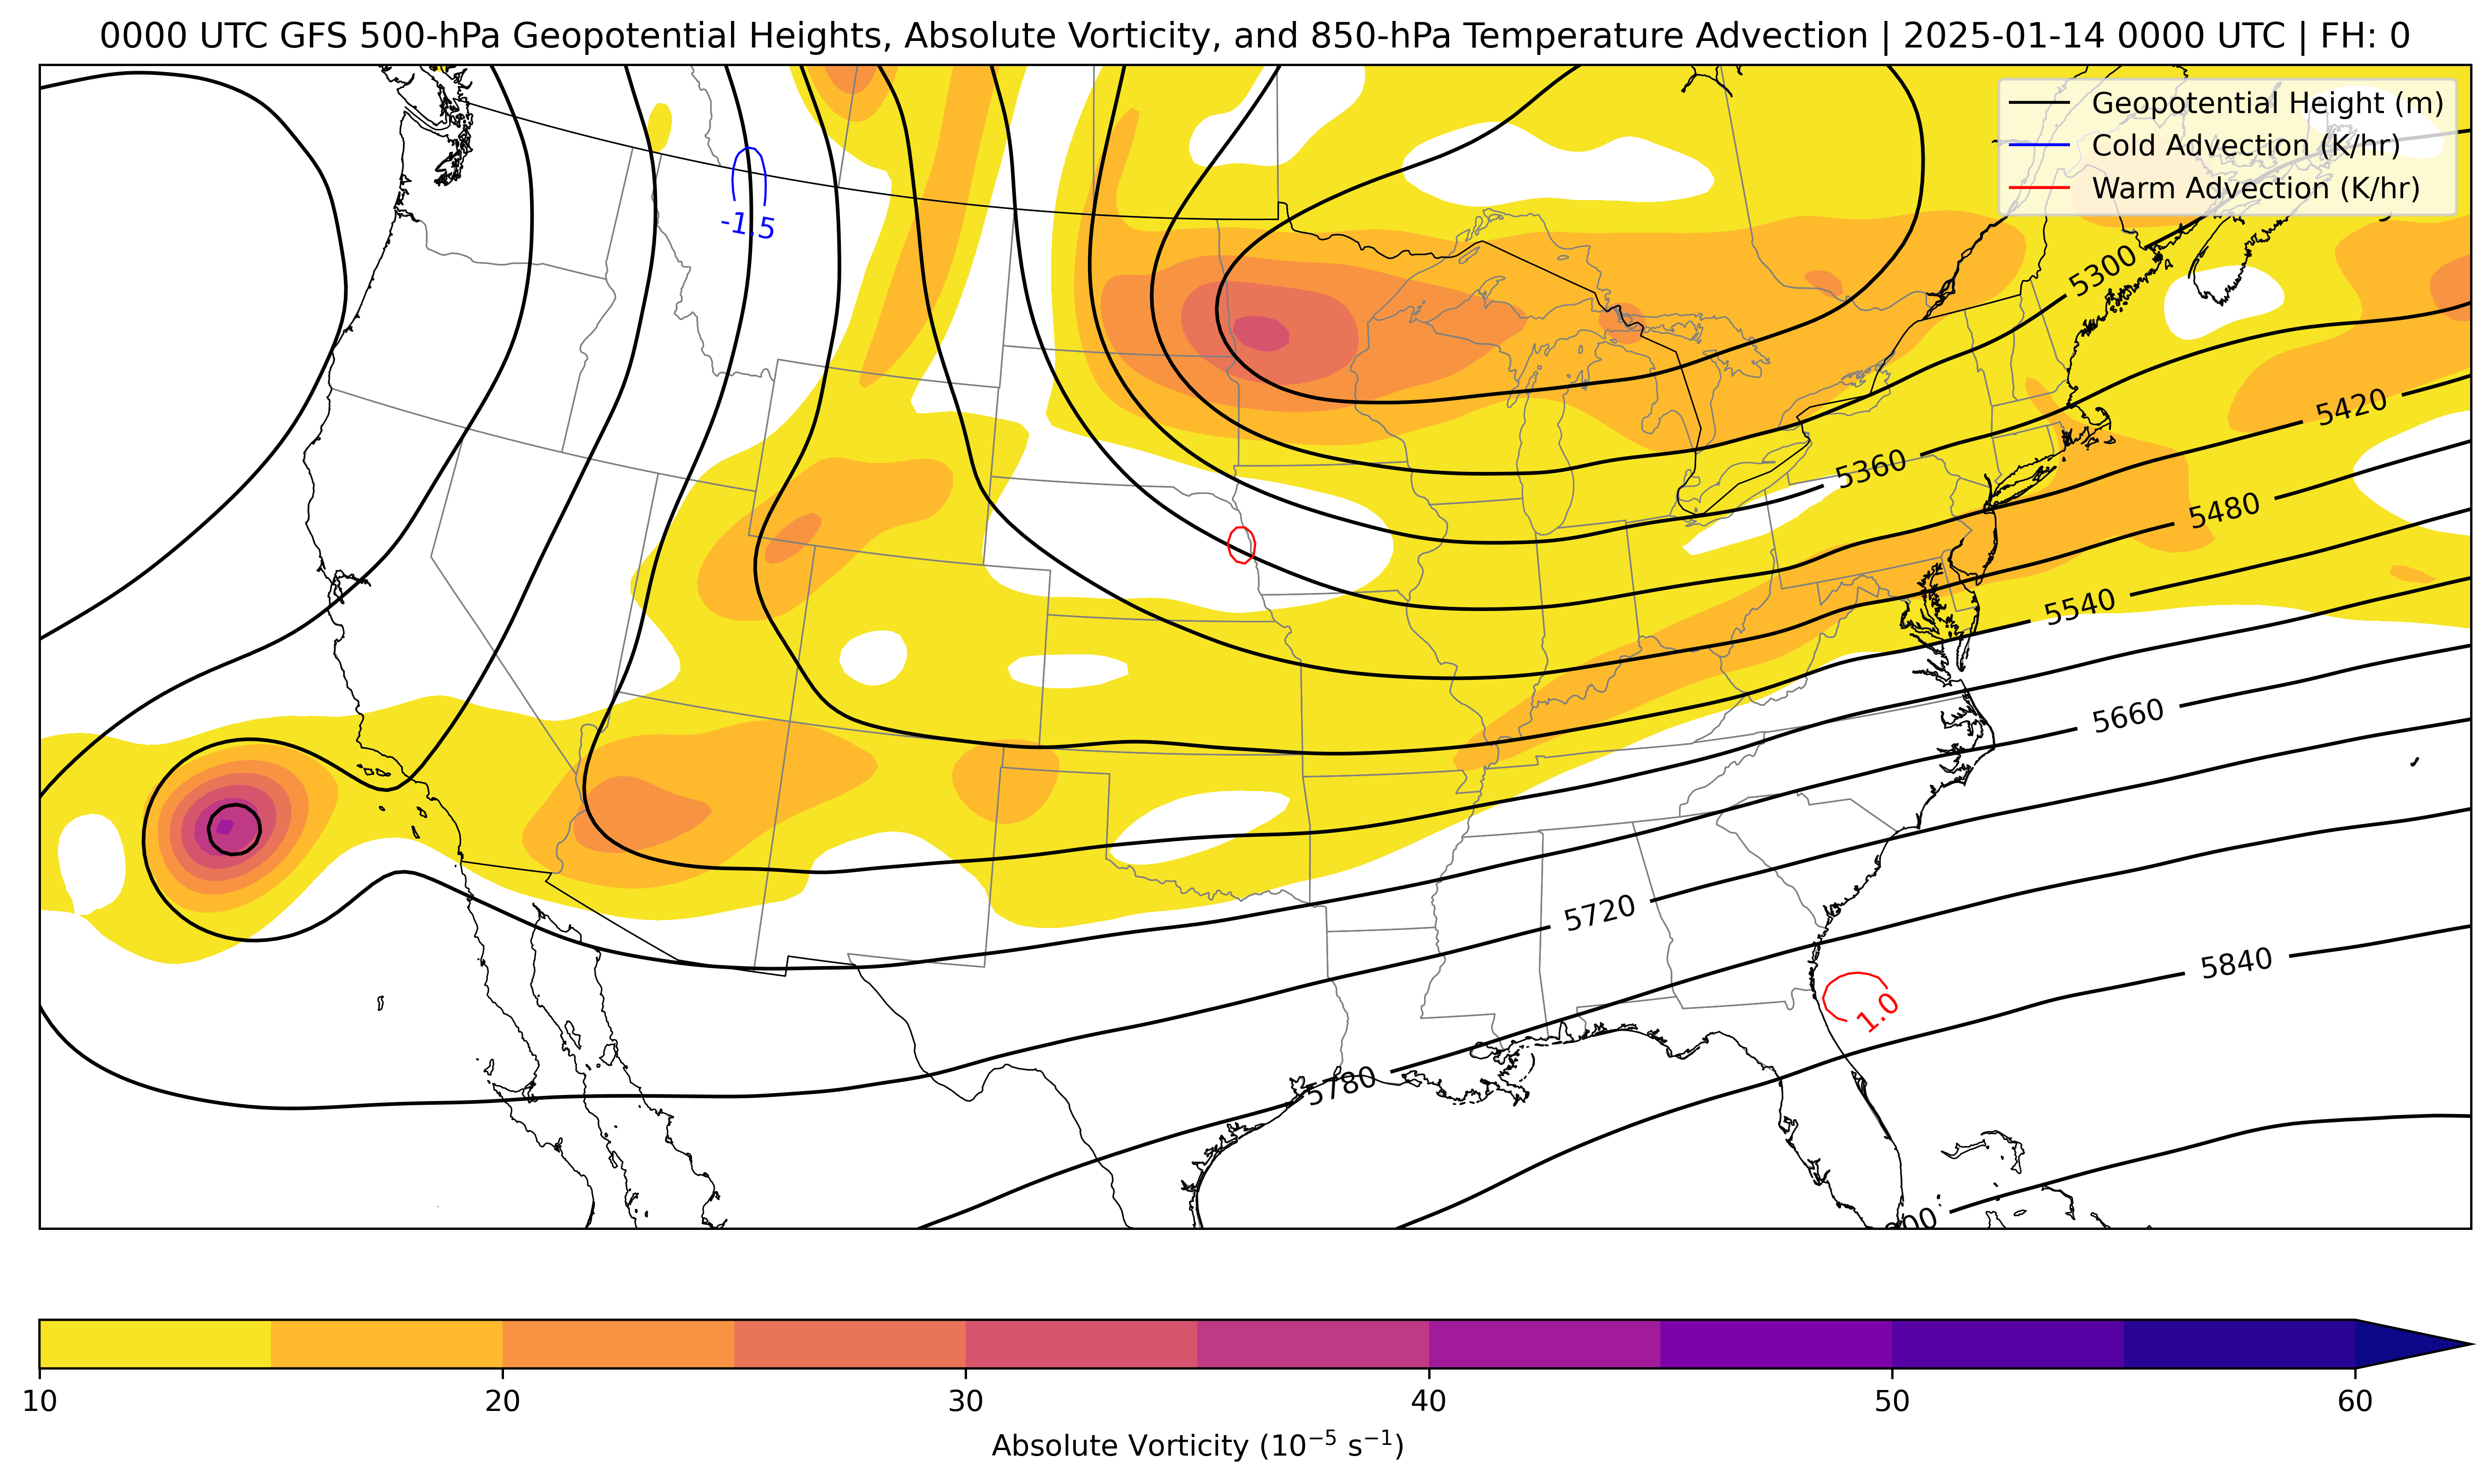 0000 UTC GFS 500-hPa Geopotential Heights, Absolute Vorticity, and 850-hPa Temperature Advection | 2025-01-14 0000 UTC | FH: 0
Geopotential Height (m)
Cold Advection (K/hr)
Warm Advection (K/hr)
-1.5
5300
5420
5360
5480
5540
5660
5720
5840
1.0
5780
10 20 30 40 50 60
Absolute Vorticity (10⁻⁵ s⁻¹)